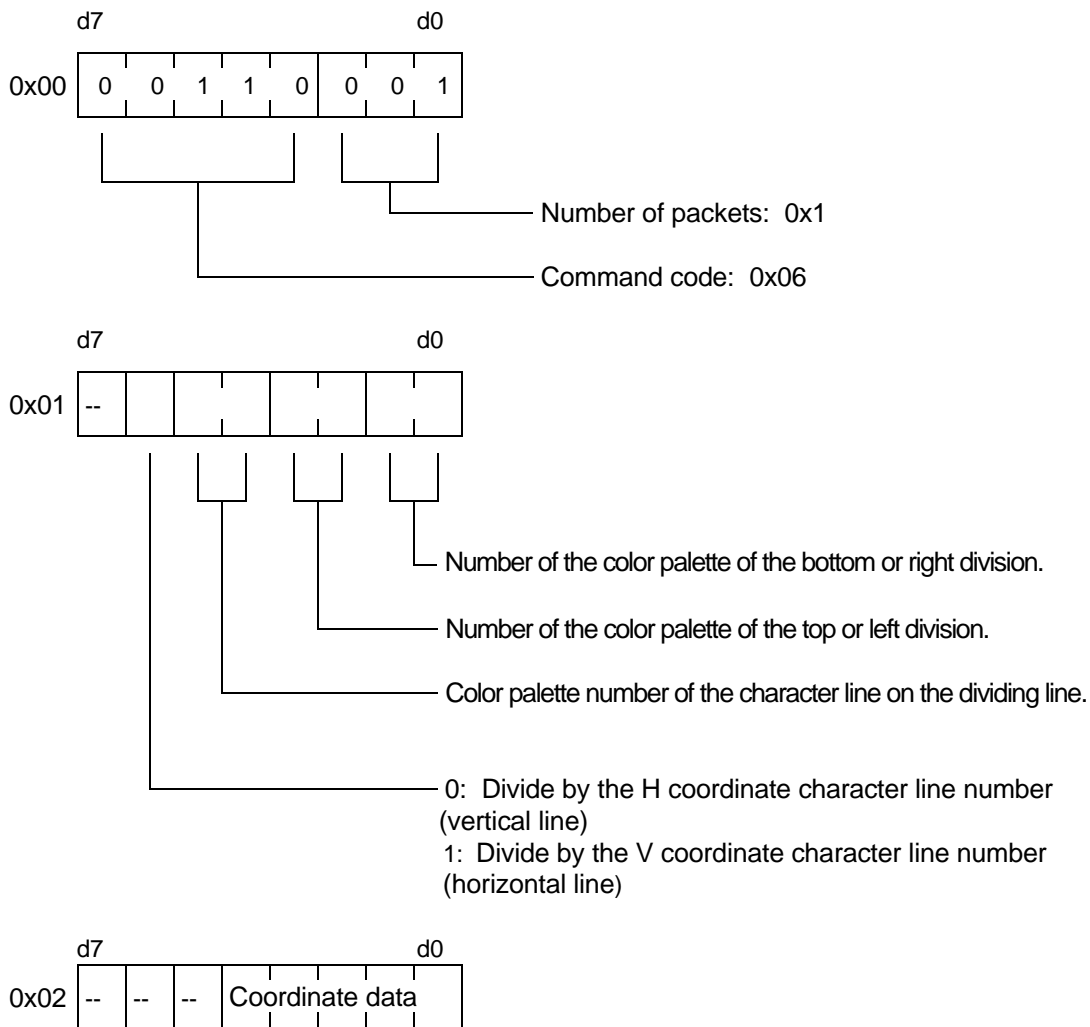 d7 d0
0x00 0 0 1 1 0 0 0 1
Number of packets: 0x1
Command code: 0x06
d7 d0
0x01 --
Number of the color palette of the bottom or right division.
Number of the color palette of the top or left division.
Color palette number of the character line on the dividing line.
0: Divide by the H coordinate character line number
(vertical line)
1: Divide by the V coordinate character line number
(horizontal line)
d7 d0
0x02 -- -- -- Coordinate data